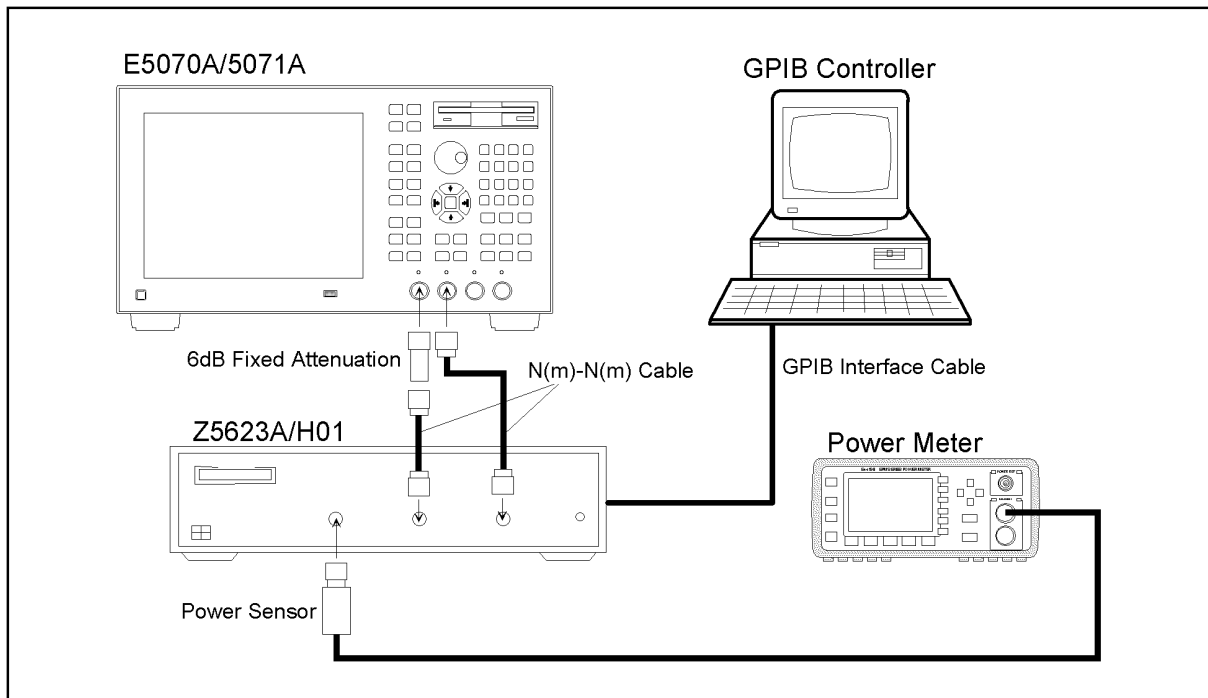 E5070A/5071A
GPIB Controller
6dB Fixed Attenuation
N(m)-N(m) Cable
GPIB Interface Cable
Z5623A/H01
Power Meter
Power Sensor